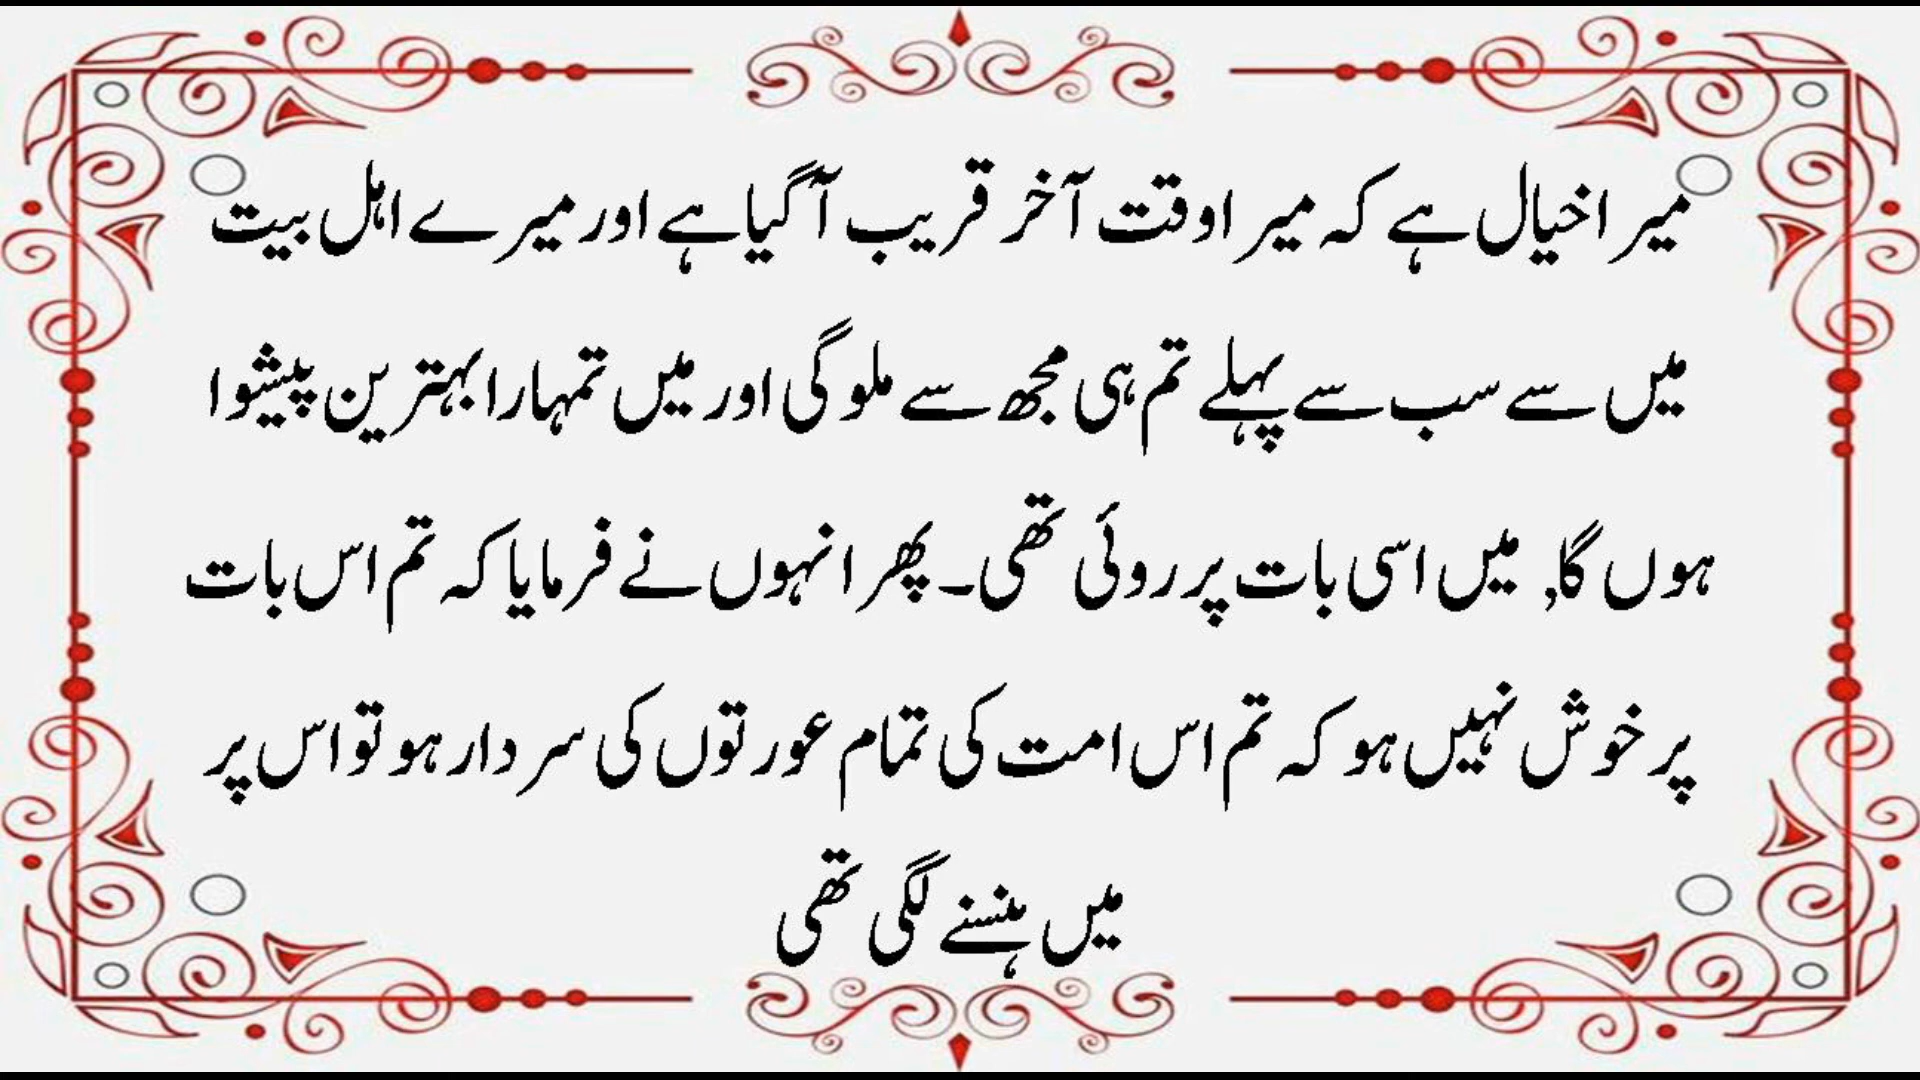 میرا خیال ہے کہ میرا وقت آخر قریب آگیا ہے اور میرے اہل بیت
میں سے سب سے پہلے تم ہی مجھ سے ملو گی اور میں تمہارا بہترین پیشوا
ہوں گا, میں اسی بات پر روئی تھی۔ پھر انہوں نے فرمایا کہ تم اس بات
پر خوش نہیں ہو کہ تم اس امت کی تمام عورتوں کی سردار ہو تو اس پر
میں ہنسنے لگی تھی